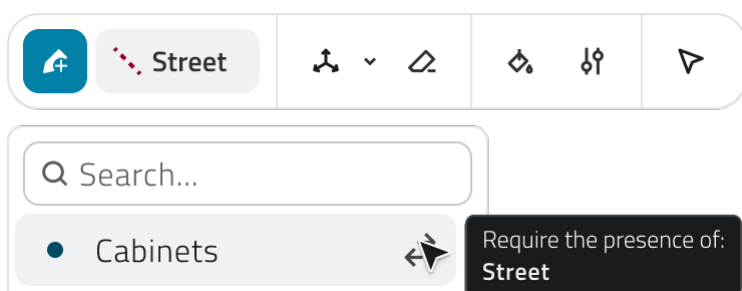 Street
Search...
Cabinets
Require the presence of:
Street